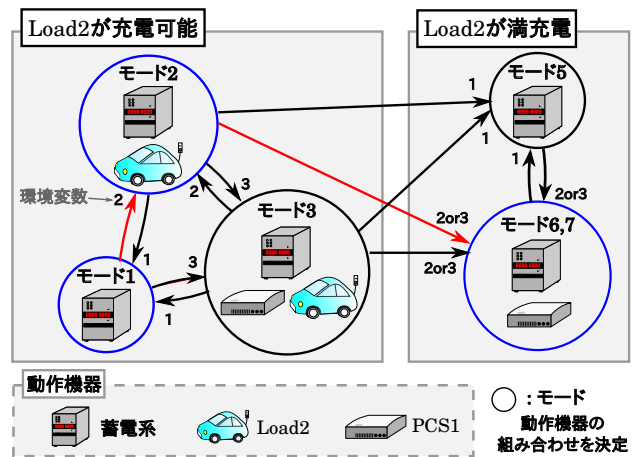 Load2が充電可能
Load2が満充電
モード2
モード5
1
1
1
2or3
環境変数
2
2
3
1
モード3
2or3
2or3
モード6,7
モード1
3
1
動作機器
蓄電系
Load2
PCS1
：モード
動作機器の
組み合わせを決定